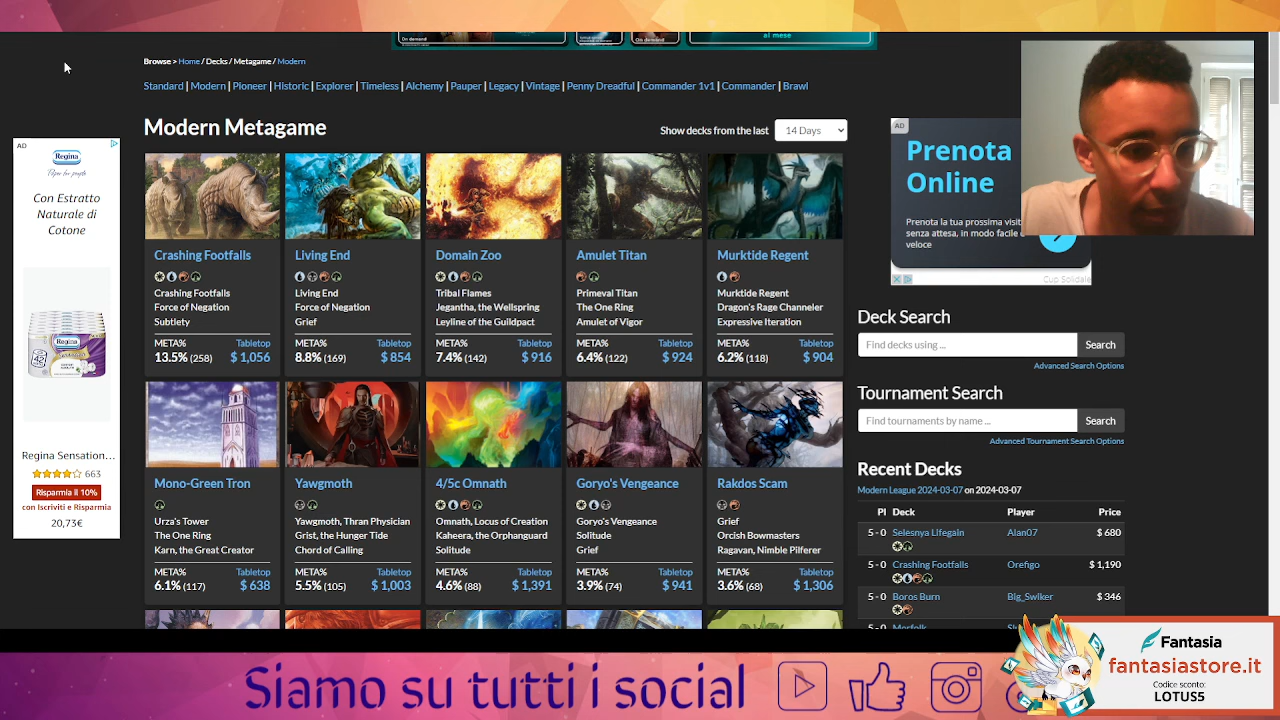 On demand
On demand
al mese
Browse > Home / Decks / Metagame / Modern
Standard | Modern | Pioneer | Historic | Explorer | Timeless | Alchemy | Pauper | Legacy | Vintage | Penny Dreadful | Commander 1v1 | Commander | Brawl
Modern Metagame
Show decks from the last 14 Days
AD
Regina
Con Estratto
Naturale di
Cotone
Regina Sensation...
663
Risparmia il 10%
con Iscriviti e Risparmia
20,73€
Crashing Footfalls
Crashing Footfalls
Force of Negation
Subtlety
META% Tabletop
13.5% (258) $ 1,056
Living End
Living End
Force of Negation
Grief
META% Tabletop
8.8% (169) $ 854
Domain Zoo
Tribal Flames
Jegantha, the Wellspring
Leyline of the Guildpact
META% Tabletop
7.4% (142) $ 916
Amulet Titan
Primeval Titan
The One Ring
Amulet of Vigor
META% Tabletop
6.4% (122) $ 924
Murktide Regent
Murktide Regent
Dragon's Rage Channeler
Expressive Iteration
META% Tabletop
6.2% (118) $ 904
Mono-Green Tron
Urza's Tower
The One Ring
Karn, the Great Creator
META% Tabletop
6.1% (117) $ 638
Yawgmoth
Yawgmoth, Thran Physician
Grist, the Hunger Tide
Chord of Calling
META% Tabletop
5.5% (105) $ 1,003
4/5c Omnath
Omnath, Locus of Creation
Kaheera, the Orphanguard
Solitude
META% Tabletop
4.6% (88) $ 1,391
Goryo's Vengeance
Goryo's Vengeance
Solitude
Grief
META% Tabletop
3.9% (74) $ 941
Rakdos Scam
Grief
Orcish Bowmasters
Ragavan, Nimble Pilferer
META% Tabletop
3.6% (68) $ 1,306
AD
Prenota
Online
Prenota la tua prossima
senza attesa, in modo facile e
veloce
Cup Solidale
Deck Search
Find decks using ... Search
Advanced Search Options
Tournament Search
Find tournaments by name ... Search
Advanced Tournament Search Options
Recent Decks
Modern League 2024-03-07 on 2024-03-07
Pl Deck Player Price
5 - 0 Selesnya Lifegain Alan07 $ 680
5 - 0 Crashing Footfalls Orefigo $ 1,190
5 - 0 Boros Burn Big_Swiker $ 346
5 - 0 Merfolk
Siamo su tutti i social
Fantasia
fantasiastore.it
Codice sconto:
LOTUS5